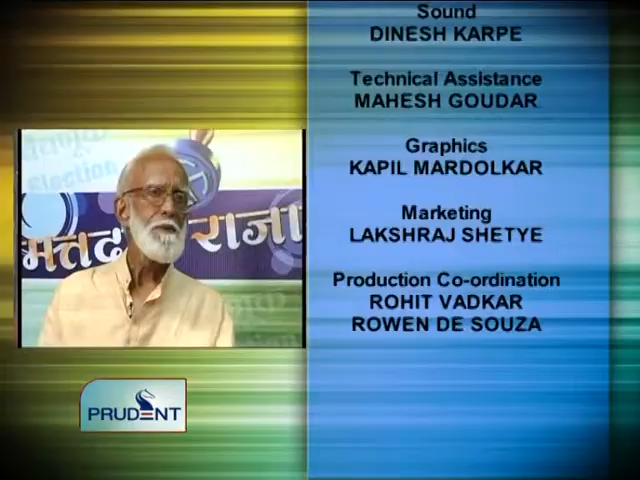 Sound
DINESH KARPE
Technical Assistance
MAHESH GOUDAR
Graphics
KAPIL MARDOLKAR
Marketing
LAKSHRAJ SHETYE
Production Co-ordination
ROHIT VADKAR
ROWEN DE SOUZA
Election
राजा
PRUDENT